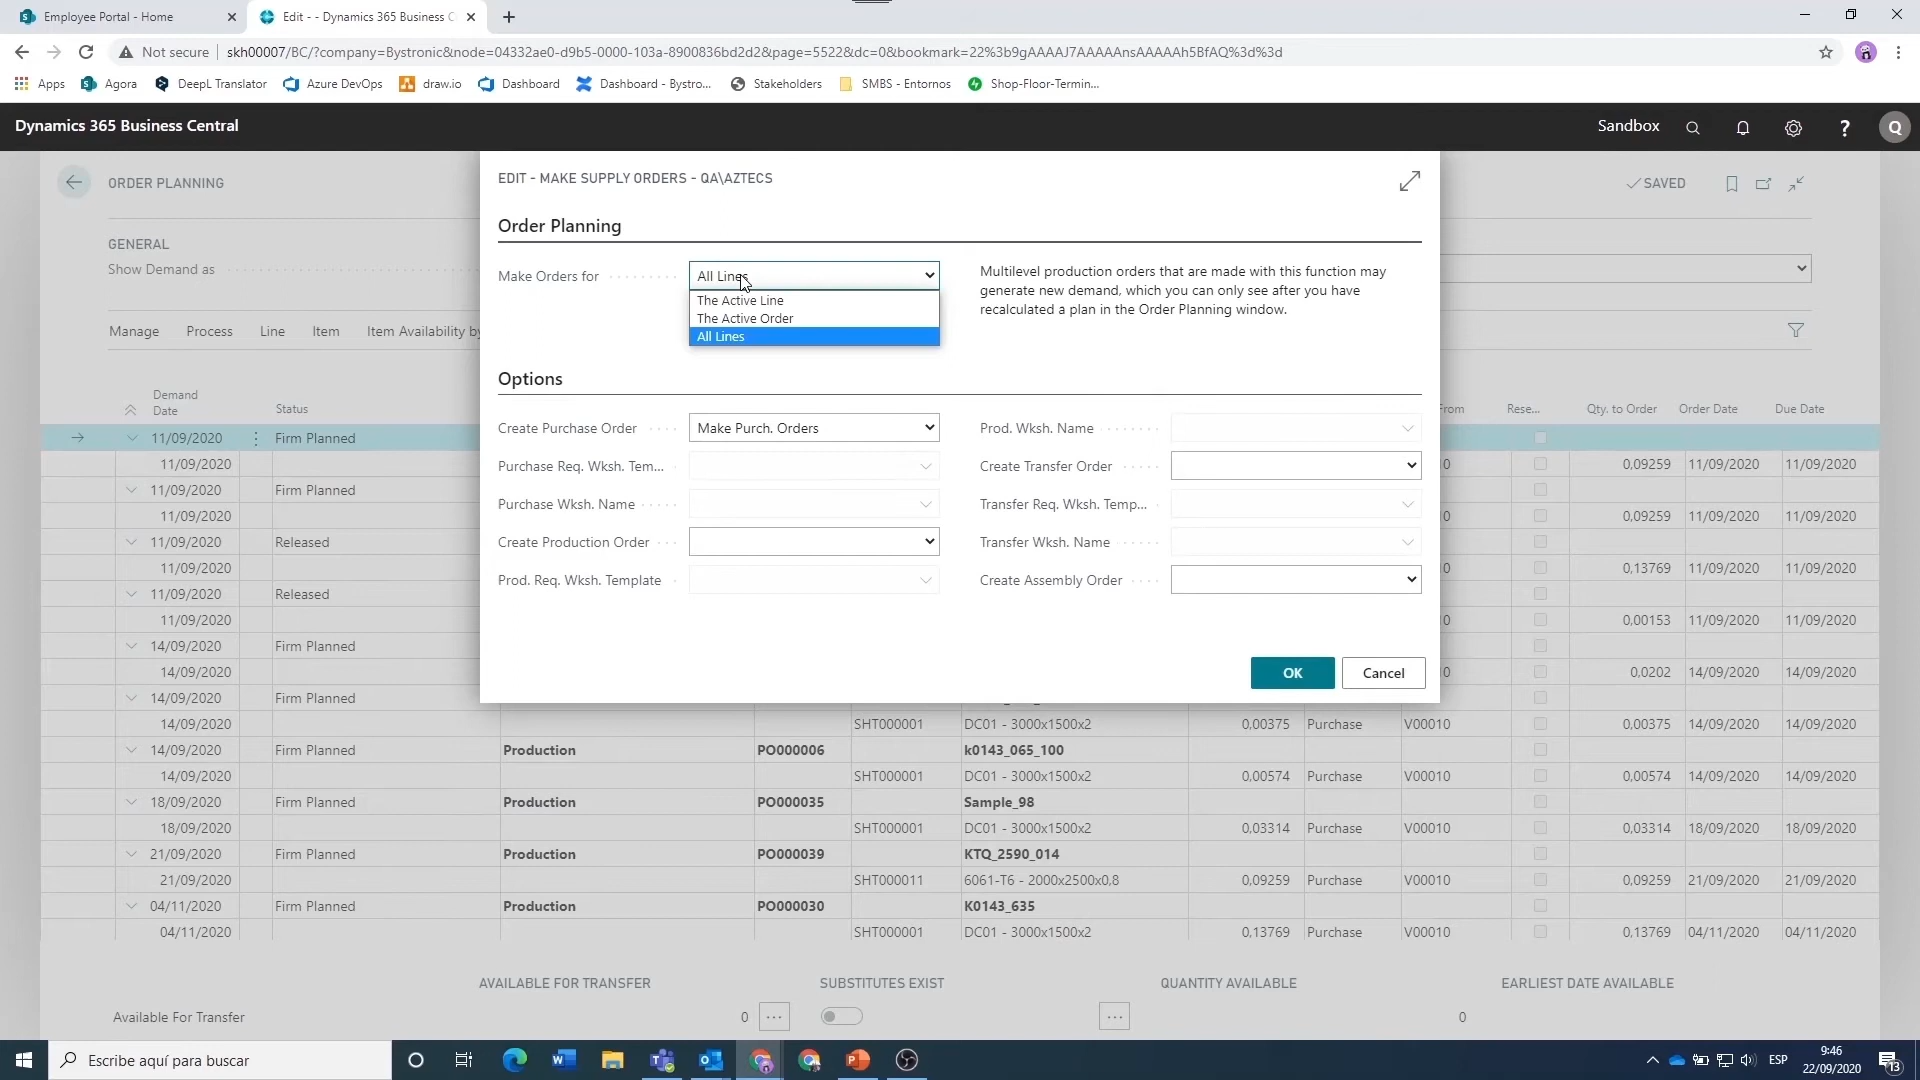 Employee Portal - Home
Edit - - Dynamics 365 Business C
Not secure
skh00007/BC/?company=Bystronic&node=04332ae0-d9b5-0000-103a-8900836bd2d2&page=5522&dc=0&bookmark=22%3b9gAAAAJ7AAAAAnsAAAAAh5BfAQ%3d%3d
Apps Agora DeepL Translator Azure DevOps draw.io Dashboard Dashboard - Bystro... Stakeholders SMBS - Entornos Shop-Floor-Termin...
Dynamics 365 Business Central
Sandbox ? Q
ORDER PLANNING
SAVED
GENERAL
Show Demand as
Manage Process Line Item Item Availability by
EDIT - MAKE SUPPLY ORDERS - QA\AZTECS
Order Planning
Make Orders for
All Lines
The Active Line
The Active Order
All Lines
Multilevel production orders that are made with this function may
generate new demand, which you can only see after you have
recalculated a plan in the Order Planning window.
Options
Create Purchase Order Make Purch. Orders
Purchase Req. Wksh. Tem...
Purchase Wksh. Name
Create Production Order
Prod. Req. Wksh. Template
Prod. Wksh. Name
Create Transfer Order
Transfer Req. Wksh. Temp...
Transfer Wksh. Name
Create Assembly Order
OK Cancel
Demand
Date
Status From Rese... Qty. to Order Order Date Due Date
11/09/2020 Firm Planned
11/09/2020 0 0,09259 11/09/2020 11/09/2020
11/09/2020 Firm Planned
11/09/2020 0 0,09259 11/09/2020 11/09/2020
11/09/2020 Released
11/09/2020 0 0,13769 11/09/2020 11/09/2020
11/09/2020 Released
11/09/2020 0 0,00153 11/09/2020 11/09/2020
14/09/2020 Firm Planned
14/09/2020 0 0,0202 14/09/2020 14/09/2020
14/09/2020 Firm Planned
14/09/2020 SHT000001 DC01 - 3000x1500x2 0,00375 Purchase V00010 0,00375 14/09/2020 14/09/2020
14/09/2020 Firm Planned Production PO000006 k0143_065_100
14/09/2020 SHT000001 DC01 - 3000x1500x2 0,00574 Purchase V00010 0,00574 14/09/2020 14/09/2020
18/09/2020 Firm Planned Production PO000035 Sample_98
18/09/2020 SHT000001 DC01 - 3000x1500x2 0,03314 Purchase V00010 0,03314 18/09/2020 18/09/2020
21/09/2020 Firm Planned Production PO000039 KTQ_2590_014
21/09/2020 SHT000011 6061-T6 - 2000x2500x0,8 0,09259 Purchase V00010 0,09259 21/09/2020 21/09/2020
04/11/2020 Firm Planned Production PO000030 K0143_635
04/11/2020 SHT000001 DC01 - 3000x1500x2 0,13769 Purchase V00010 0,13769 04/11/2020 04/11/2020
AVAILABLE FOR TRANSFER SUBSTITUTES EXIST QUANTITY AVAILABLE EARLIEST DATE AVAILABLE
Available For Transfer 0 ... ... 0
Escribe aquí para buscar
ESP
9:46
22/09/2020
13